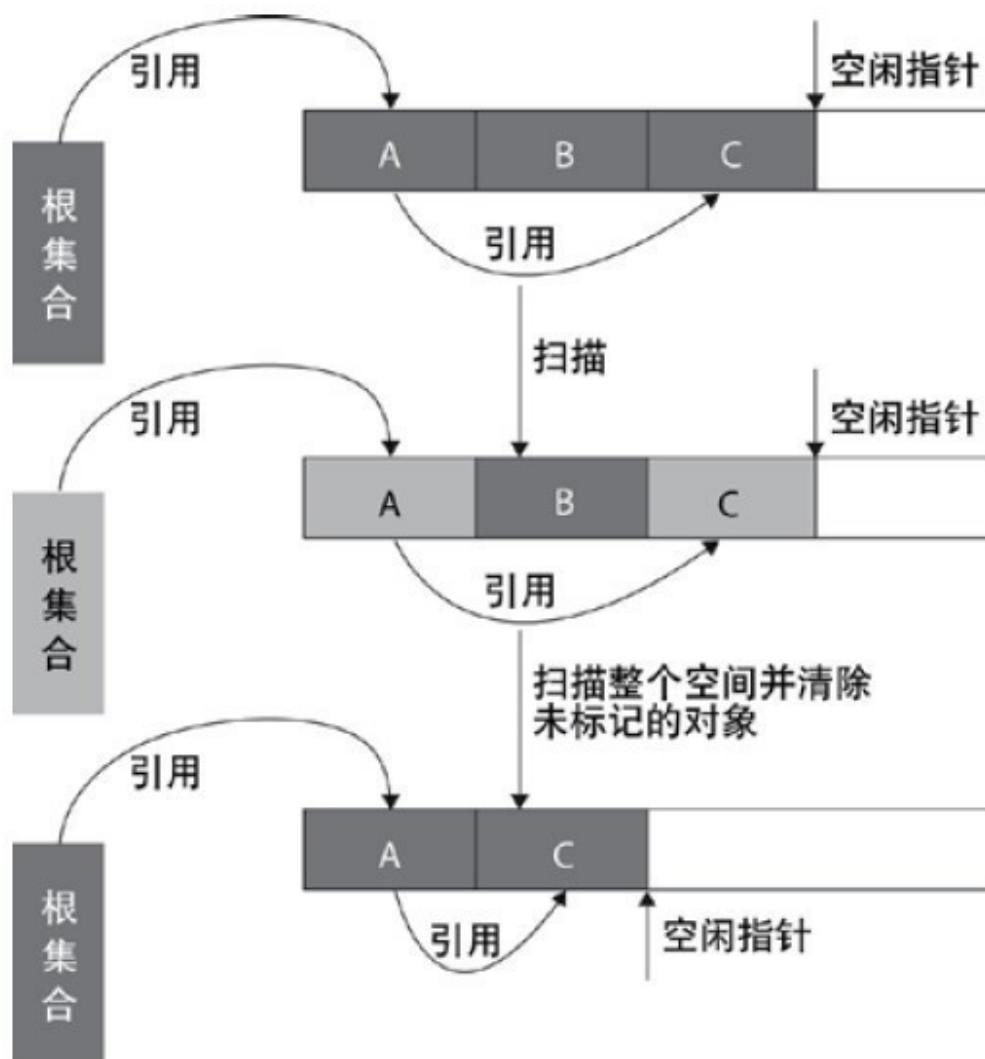 引用
空闲指针
A B C
根集合
引用
扫描
引用
空闲指针
A B C
根集合
引用
扫描整个空间并清除
未标记的对象
引用
A C
根集合
引用
空闲指针